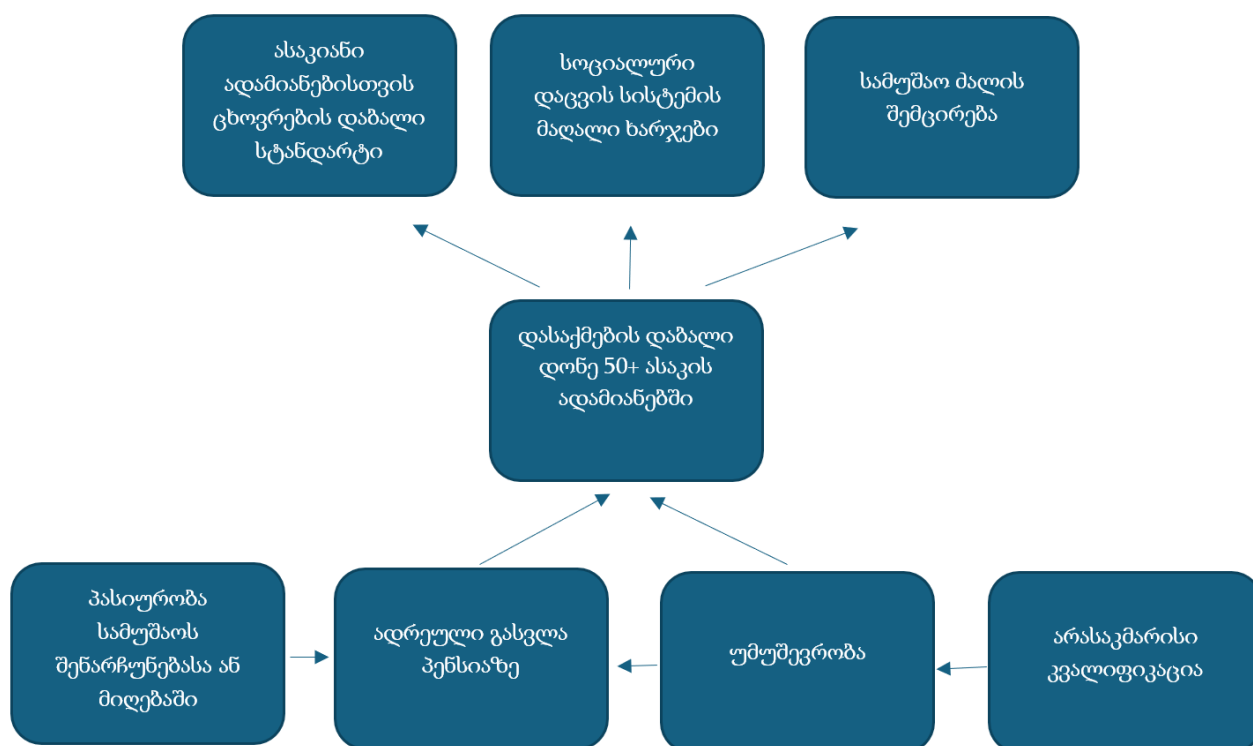 ასაკიანი
ადამიანებისთვის
ცხოვრების დაბალი
სტანდარტი
სოციალური
დაცვის სისტემის
მაღალი ხარჯები
სამუშაო ძალის
შემცირება
დასაქმების დაბალი
დონე 50+ ასაკის
ადამიანებში
პასიურობა
სამუშაოს
შენარჩუნებასა ან
მიღებაში
ადრეული გასვლა
პენსიაზე
უმუშევრობა
არასაკმარისი
კვალიფიკაცია